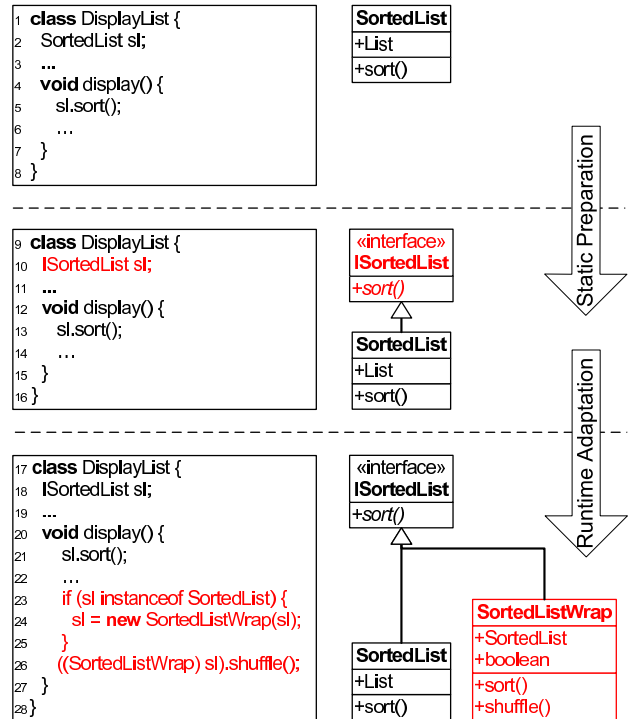 1 class DisplayList {
2 SortedList sl;
3 ...
4 void display() {
5 sl.sort();
6 ...
7 }
8 }
SortedList
+List
+sort()
Static Preparation
9 class DisplayList {
10 ISortedList sl;
11 ...
12 void display() {
13 sl.sort();
14 ...
15 }
16 }
«interface»
ISortedList
+sort()
SortedList
+List
+sort()
Runtime Adaptation
17 class DisplayList {
18 ISortedList sl;
19 ...
20 void display() {
21 sl.sort();
22 ...
23 if (sl instanceof SortedList) {
24 sl = new SortedListWrap(sl);
25 }
26 ((SortedListWrap) sl).shuffle();
27 }
28 }
«interface»
ISortedList
+sort()
SortedList
+List
+sort()
SortedListWrap
+SortedList
+boolean
+sort()
+shuffle()